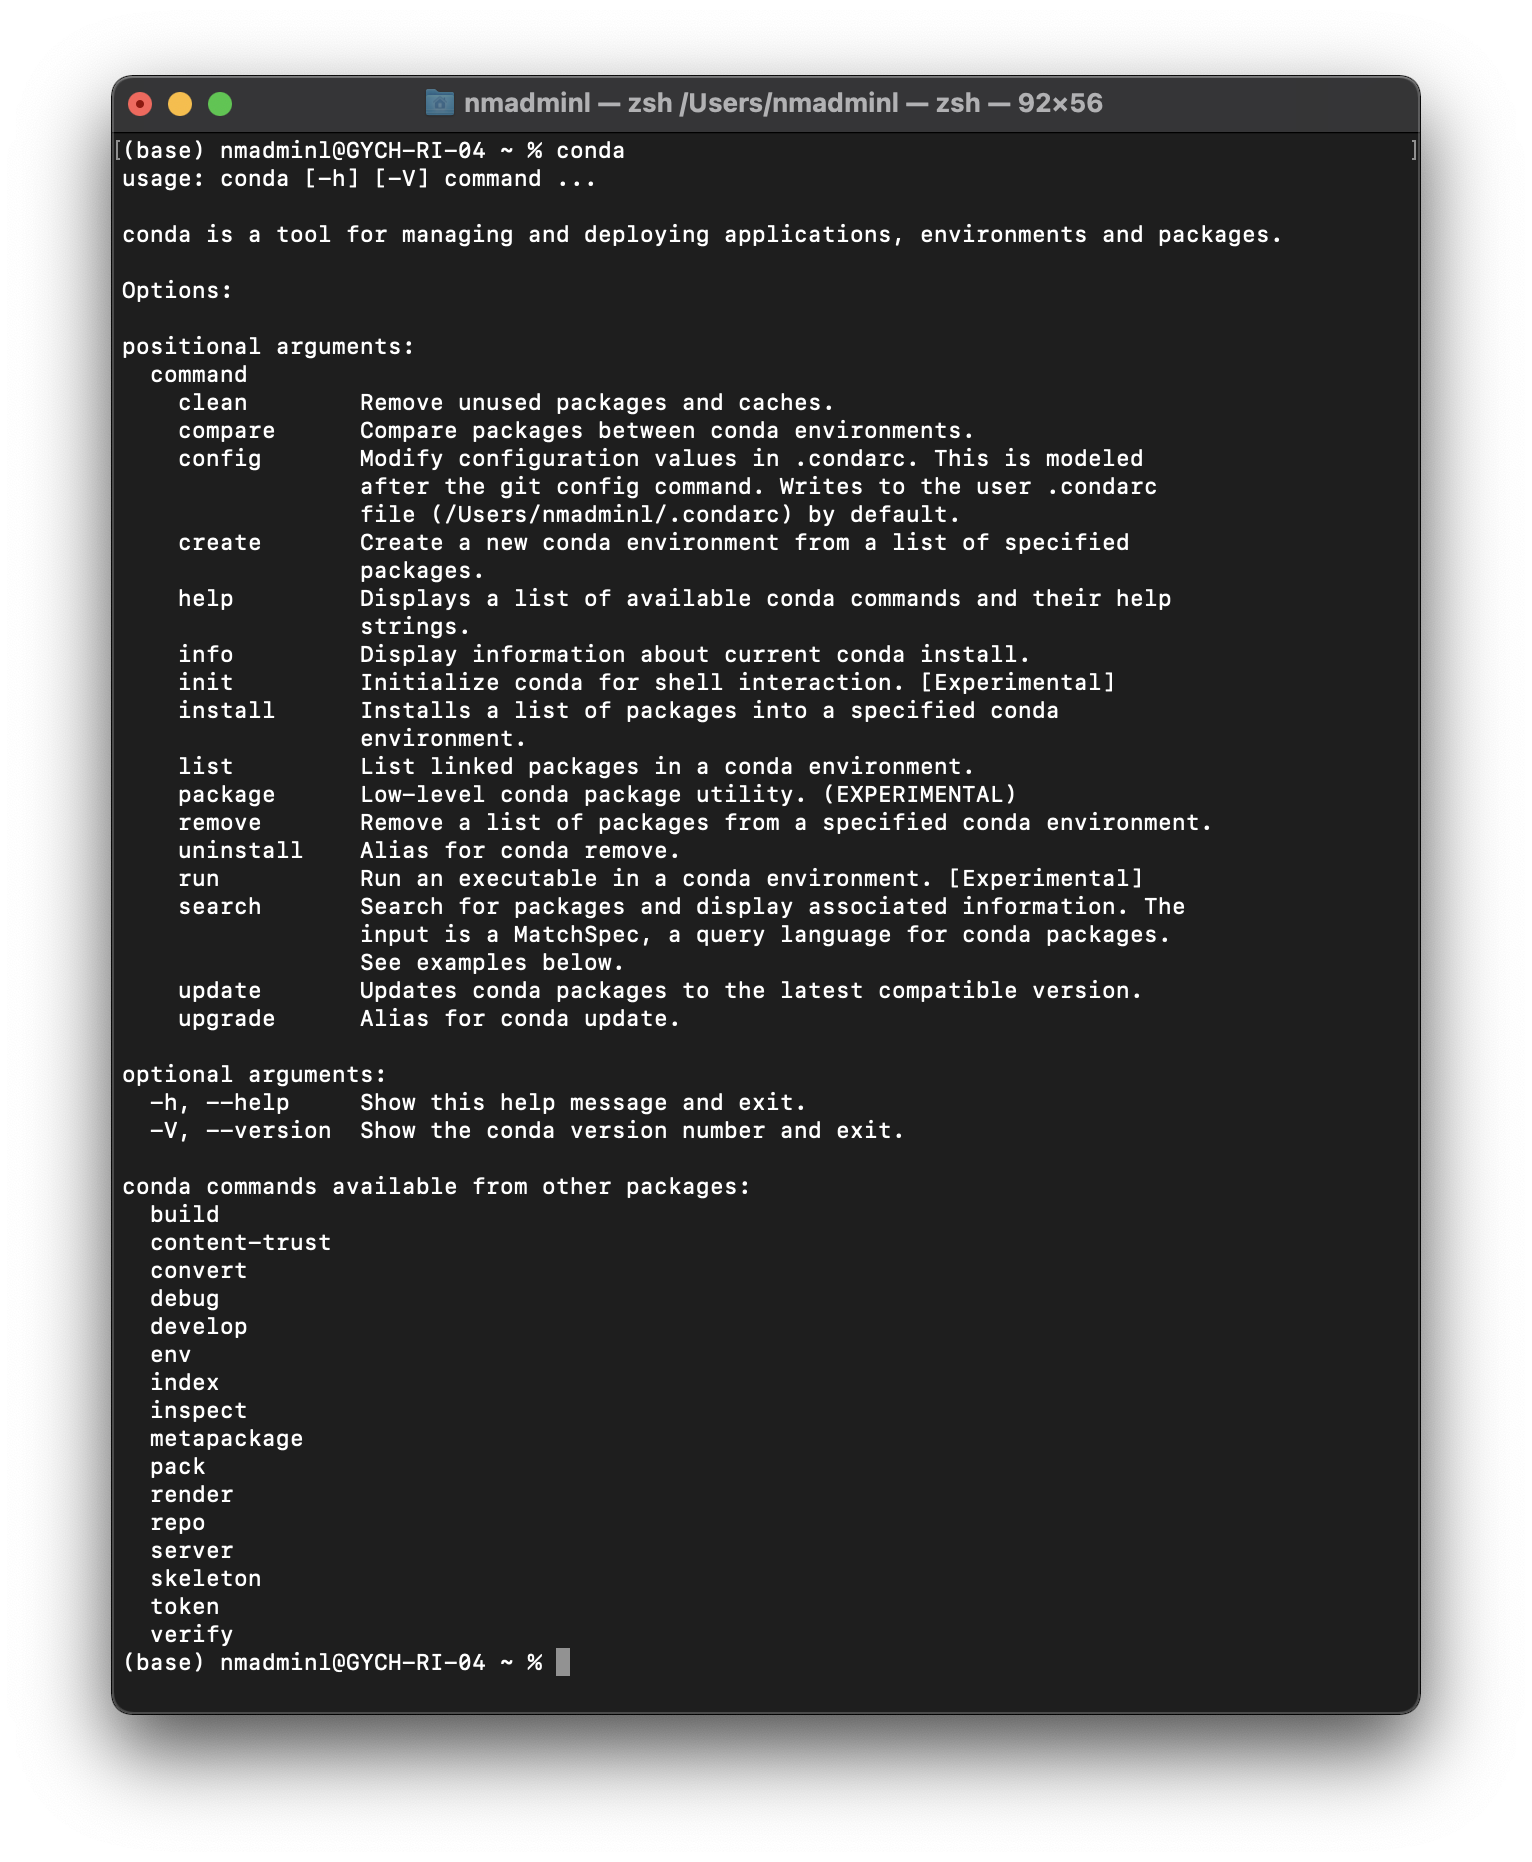 nmadminl — zsh /Users/nmadminl — zsh — 92×56
[(base) nmadminl@GYCH-RI-04 ~ % conda ]
usage: conda [-h] [-V] command ...
conda is a tool for managing and deploying applications, environments and packages.
Options:
positional arguments:
command
clean Remove unused packages and caches.
compare Compare packages between conda environments.
config Modify configuration values in .condarc. This is modeled
after the git config command. Writes to the user .condarc
file (/Users/nmadminl/.condarc) by default.
create Create a new conda environment from a list of specified
packages.
help Displays a list of available conda commands and their help
strings.
info Display information about current conda install.
init Initialize conda for shell interaction. [Experimental]
install Installs a list of packages into a specified conda
environment.
list List linked packages in a conda environment.
package Low-level conda package utility. (EXPERIMENTAL)
remove Remove a list of packages from a specified conda environment.
uninstall Alias for conda remove.
run Run an executable in a conda environment. [Experimental]
search Search for packages and display associated information. The
input is a MatchSpec, a query language for conda packages.
See examples below.
update Updates conda packages to the latest compatible version.
upgrade Alias for conda update.
optional arguments:
-h, --help Show this help message and exit.
-V, --version Show the conda version number and exit.
conda commands available from other packages:
build
content-trust
convert
debug
develop
env
index
inspect
metapackage
pack
render
repo
server
skeleton
token
verify
(base) nmadminl@GYCH-RI-04 ~ %